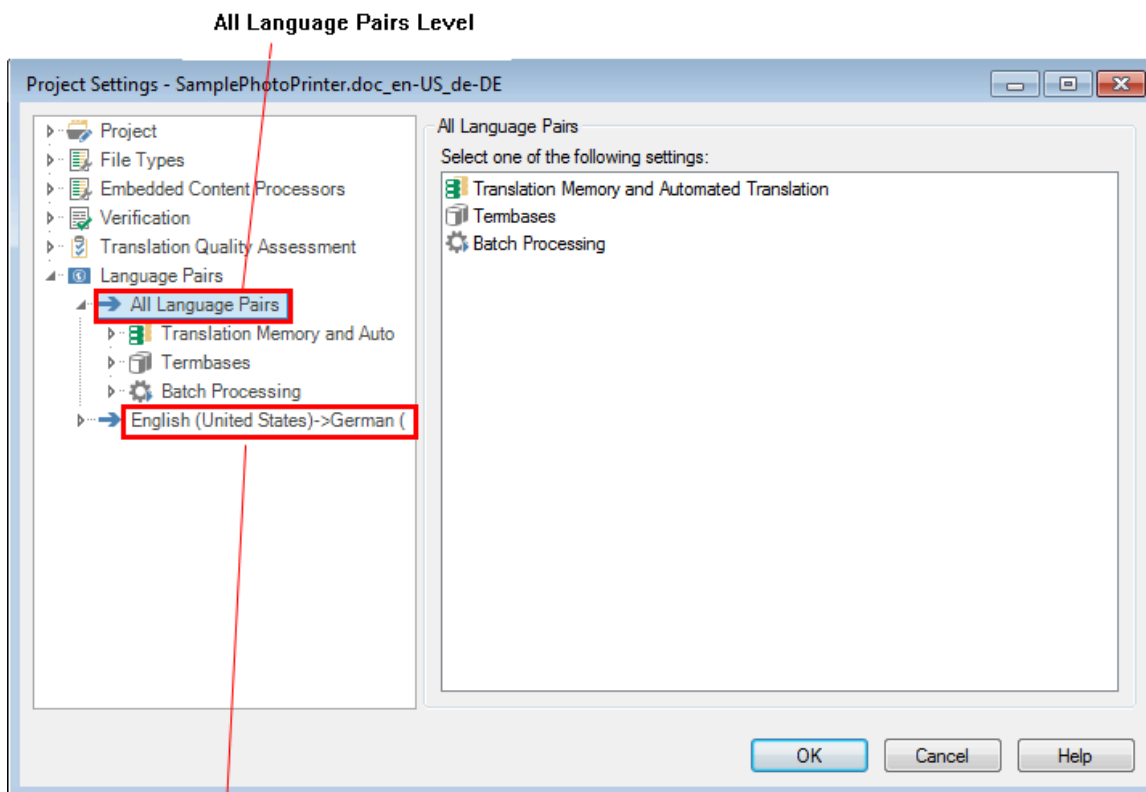 All Language Pairs Level
Project Settings - SamplePhotoPrinter.doc_en-US_de-DE
Project
File Types
Embedded Content Processors
Verification
Translation Quality Assessment
Language Pairs
All Language Pairs
Translation Memory and Auto
Termbases
Batch Processing
English (United States)->German (
All Language Pairs
Select one of the following settings:
Translation Memory and Automated Translation
Termbases
Batch Processing
OK
Cancel
Help